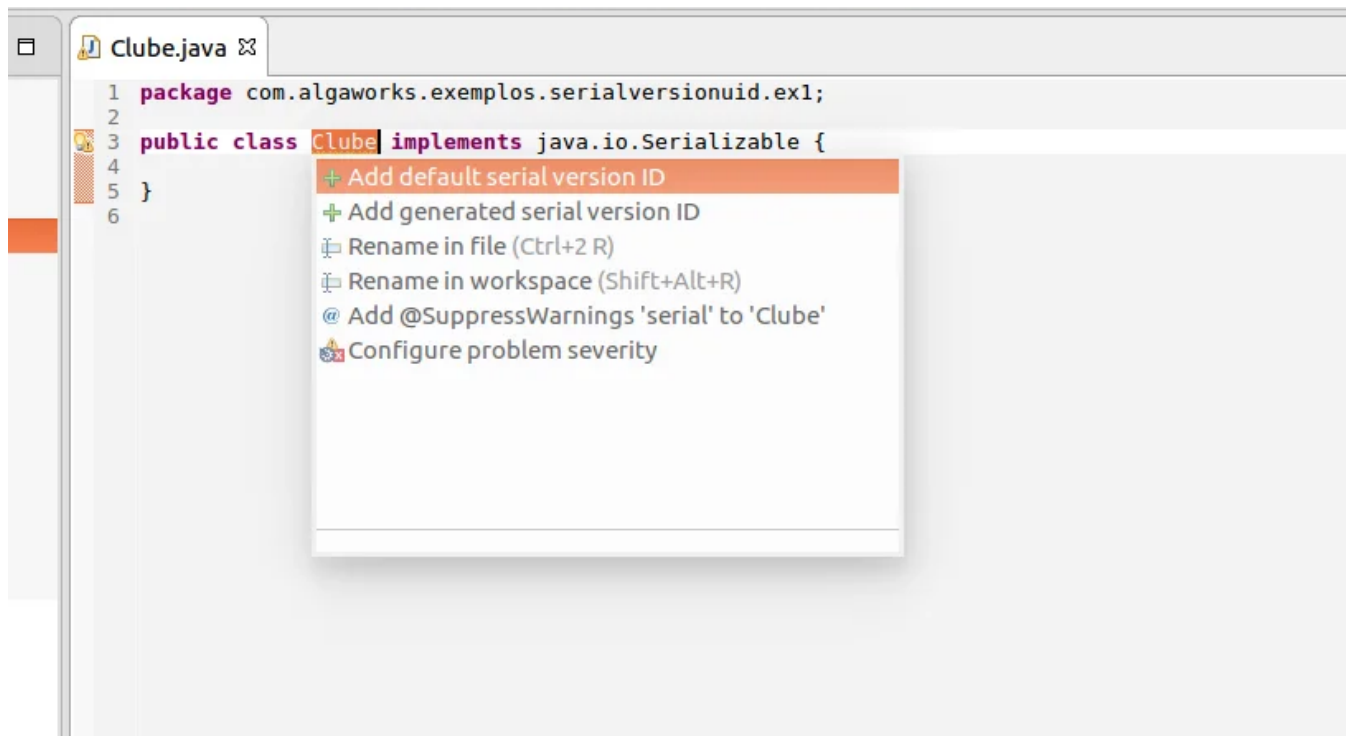 Clube.java
1 package com.algaworks.exemplos.serialversionuid.ex1;
2
3 public class Clube implements java.io.Serializable {
4
5 }
6
Add default serial version ID
Add generated serial version ID
Rename in file (Ctrl+2 R)
Rename in workspace (Shift+Alt+R)
@ Add @SuppressWarnings 'serial' to 'Clube'
Configure problem severity